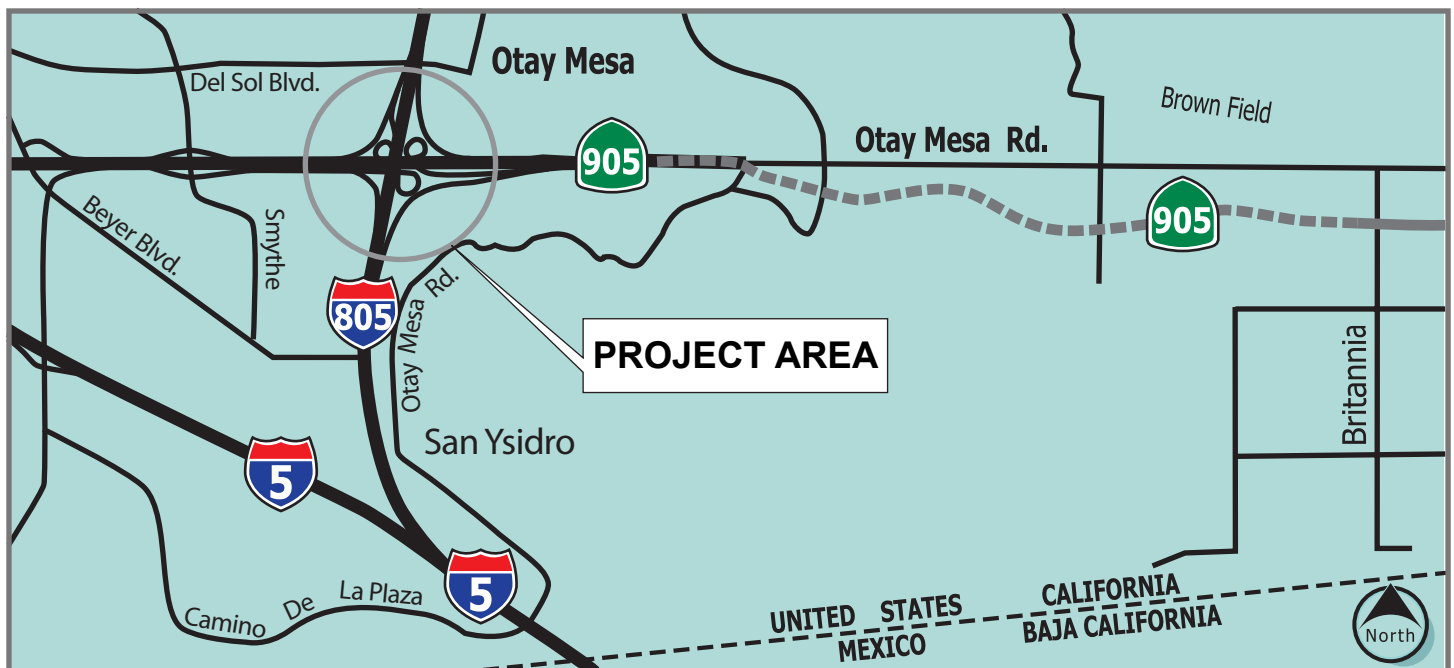 Otay Mesa
Del Sol Blvd.
Brown Field
905
Otay Mesa Rd.
905
Beyer Blvd.
Smythe
805
Otay Mesa Rd.
PROJECT AREA
Britannia
San Ysidro
5
5
Camino De La Plaza
UNITED STATES
CALIFORNIA
MEXICO
BAJA CALIFORNIA
North